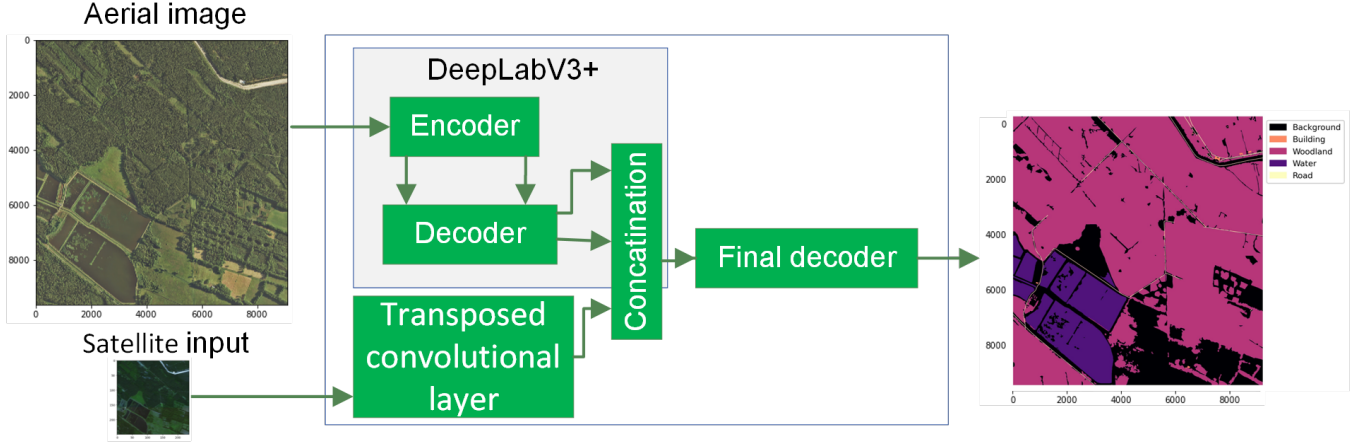 Aerial image
0
2000
4000
6000
8000
0
2000
4000
6000
8000
Satellite input
DeepLabV3+
Encoder
Decoder
Concatination
Transposed
convolutional
layer
Final decoder
0
2000
4000
6000
8000
0
2000
4000
6000
8000
Background
Building
Woodland
Water
Road